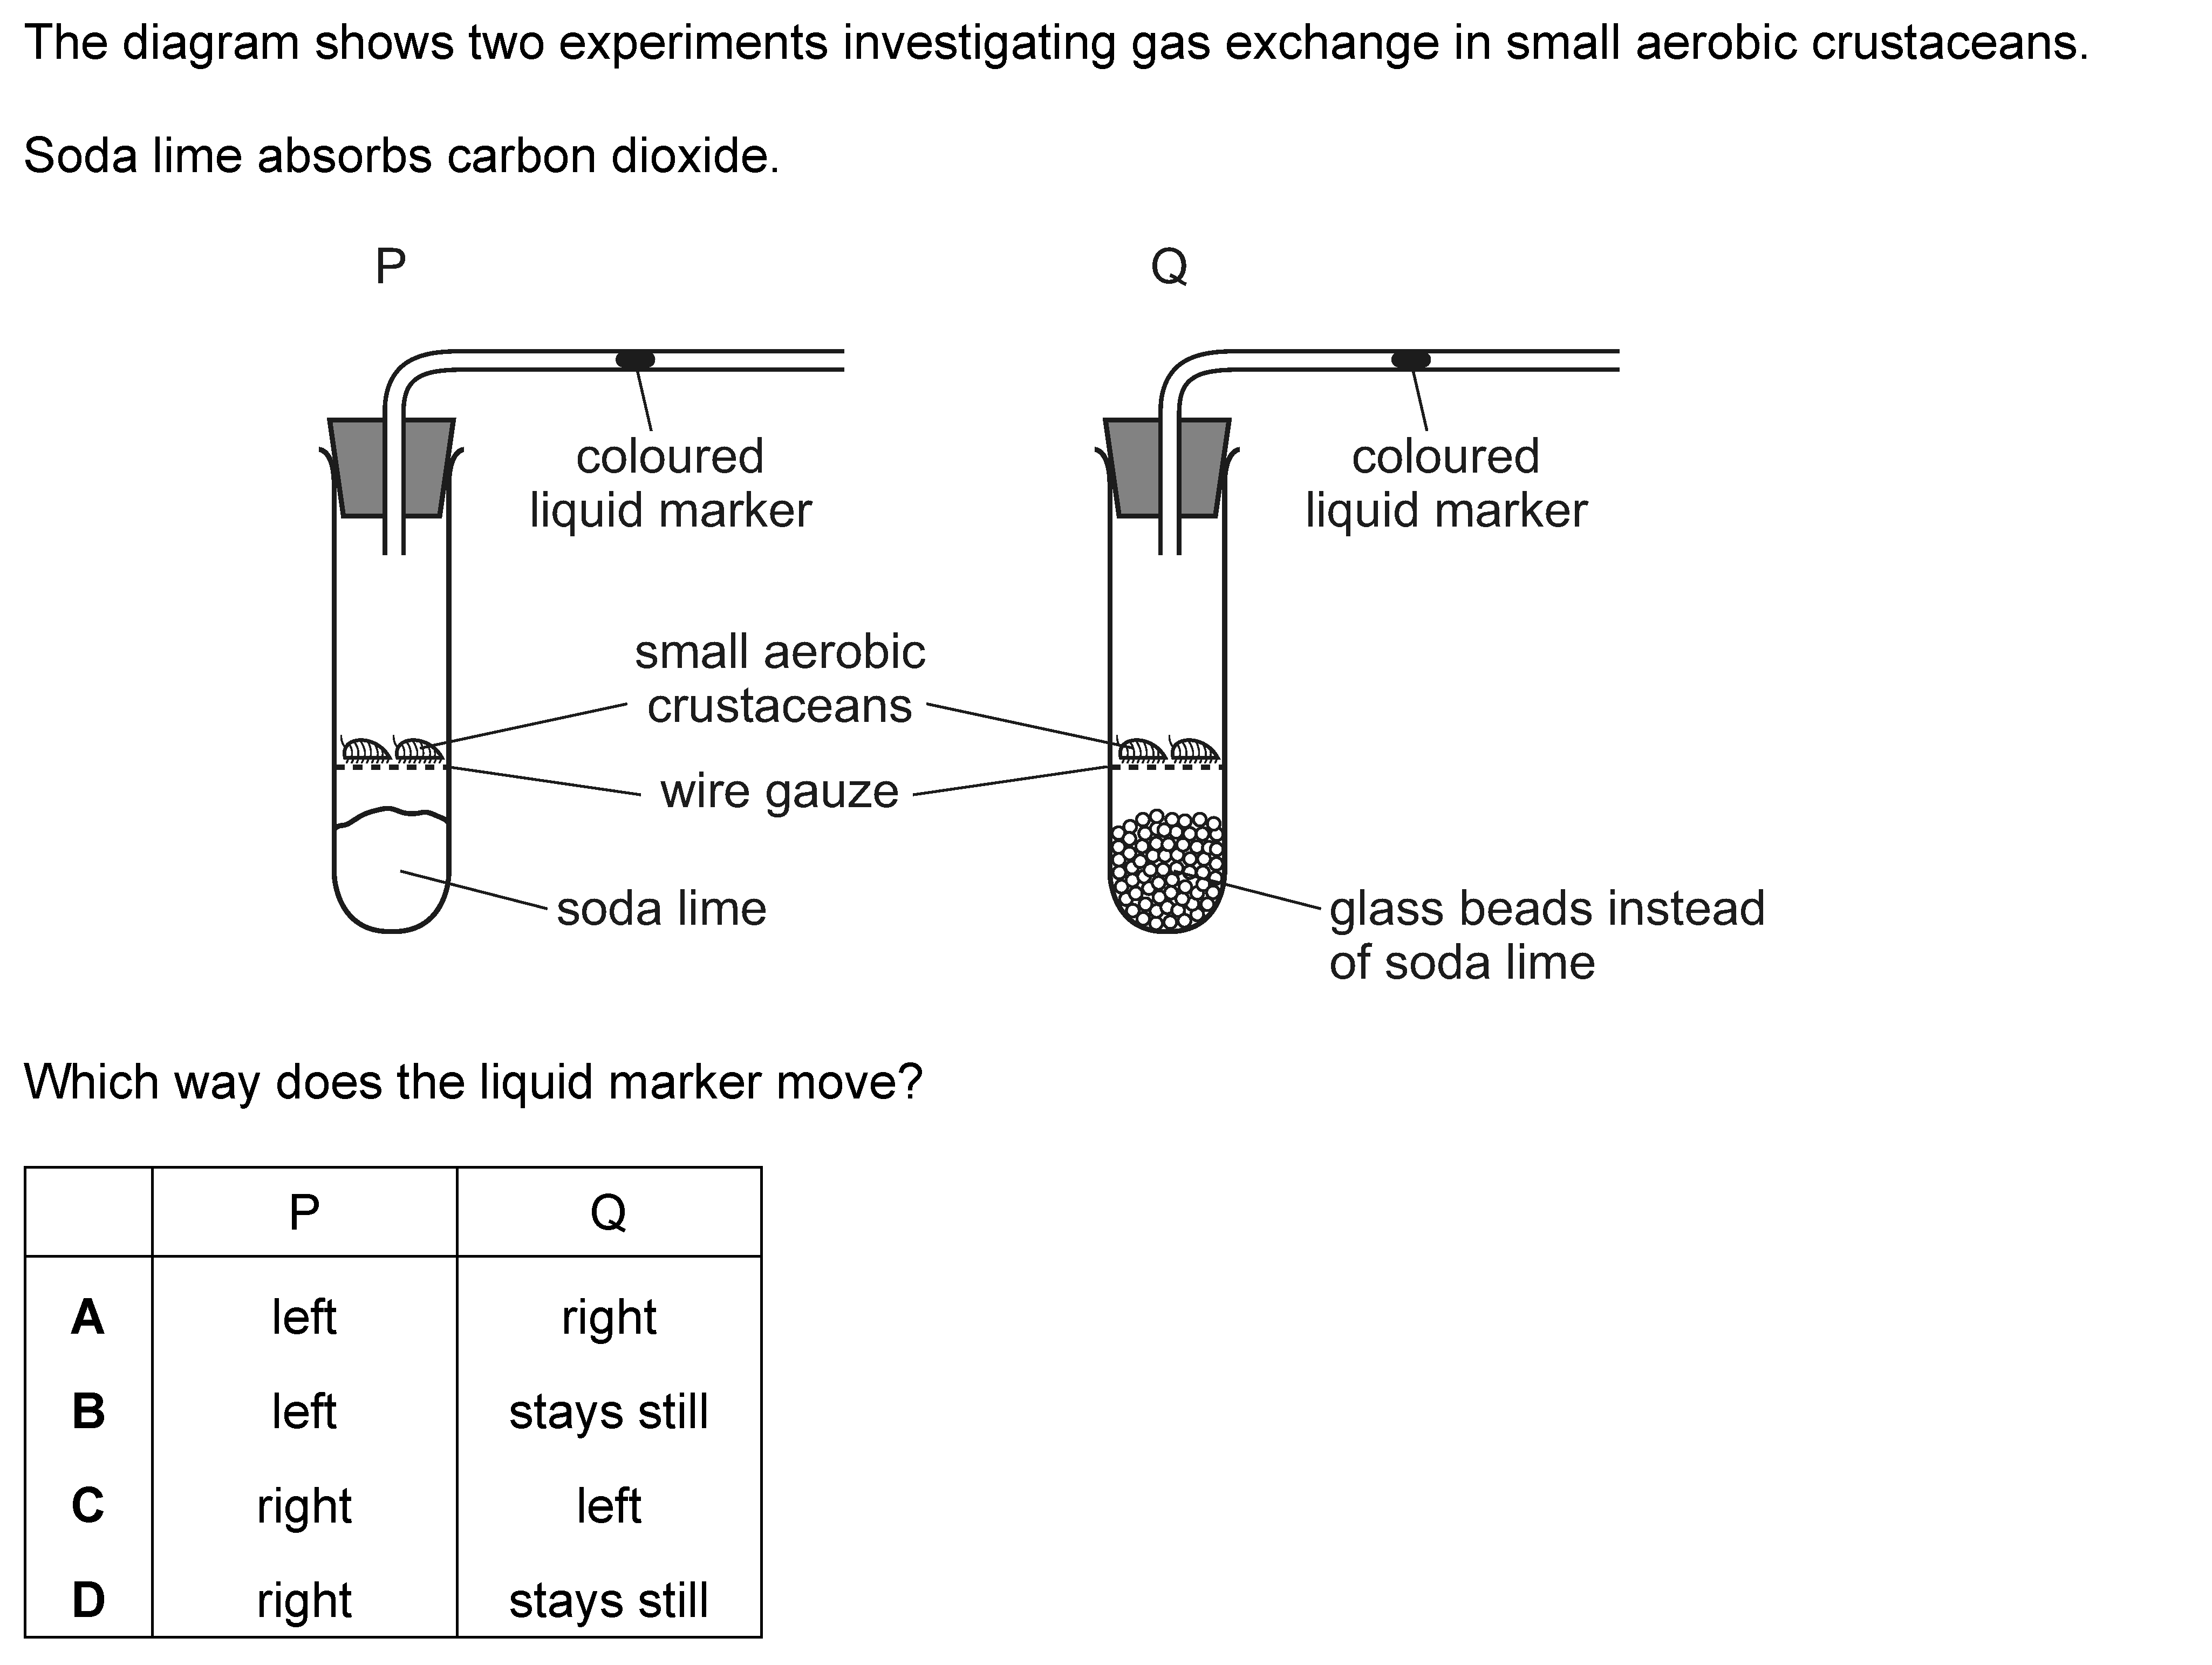 The diagram shows two experiments investigating gas exchange in small aerobic crustaceans.
Soda lime absorbs carbon dioxide.
P
Q
coloured
liquid marker
coloured
liquid marker
small aerobic
crustaceans
wire gauze
soda lime
glass beads instead
of soda lime
Which way does the liquid marker move?
P Q
A left right
B left stays still
C right left
D right stays still